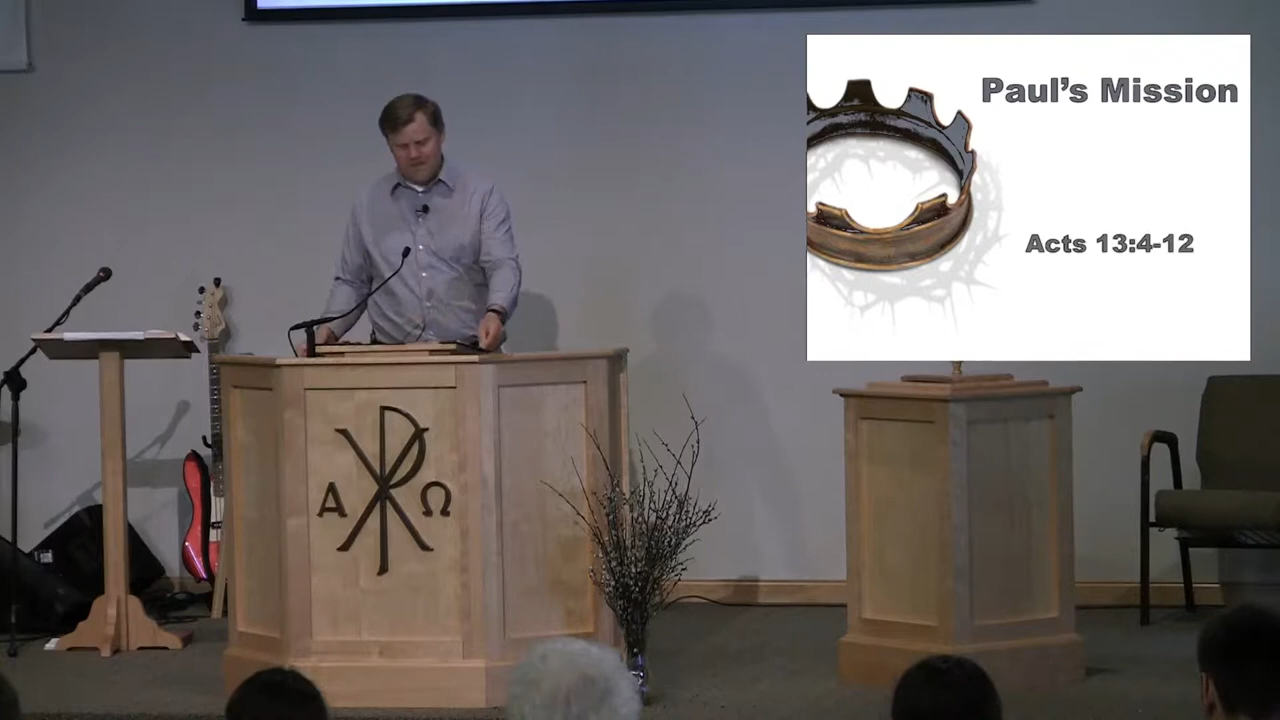 Paul's Mission
Acts 13:4-12
Α Ω